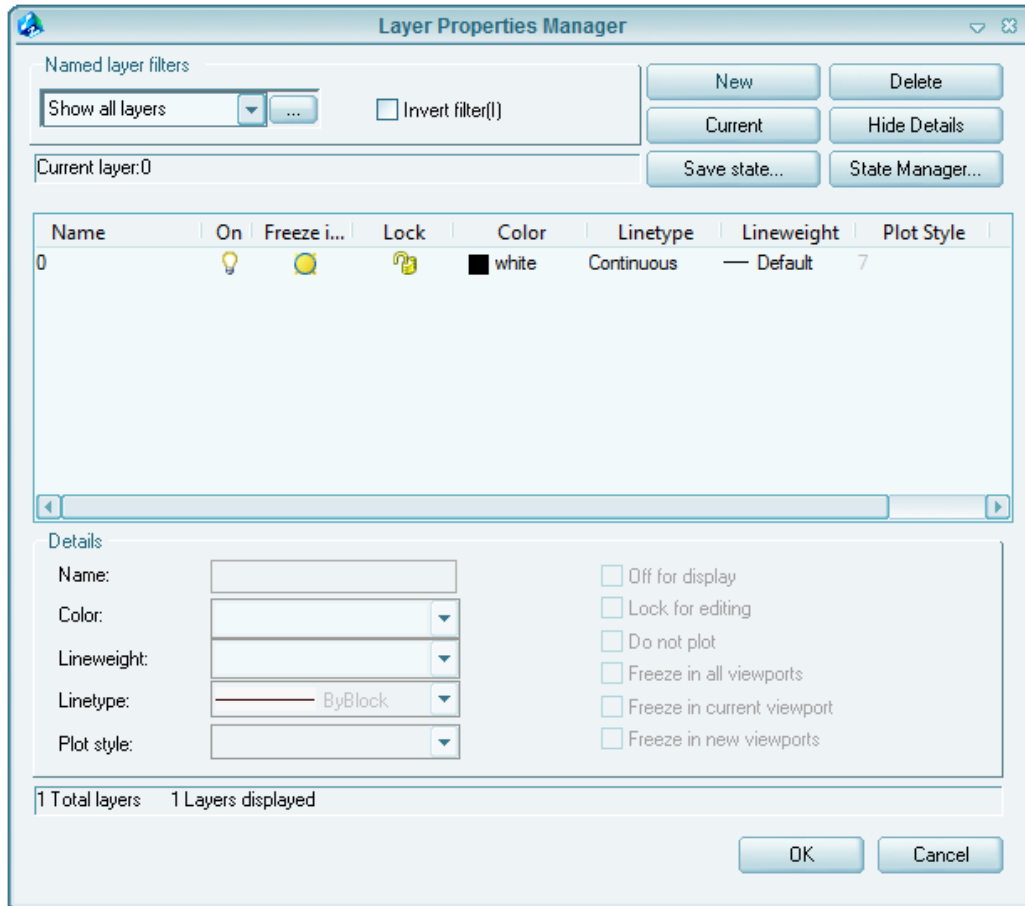 Layer Properties Manager
Named layer filters
Show all layers
...
Invert filter(I)
New
Delete
Current
Hide Details
Current layer:0
Save state...
State Manager...
Name On Freeze i... Lock Color Linetype Lineweight Plot Style
0 white Continuous Default 7
Details
Name:
Color:
Lineweight:
Linetype: ByBlock
Plot style:
Off for display
Lock for editing
Do not plot
Freeze in all viewports
Freeze in current viewport
Freeze in new viewports
1 Total layers 1 Layers displayed
OK
Cancel